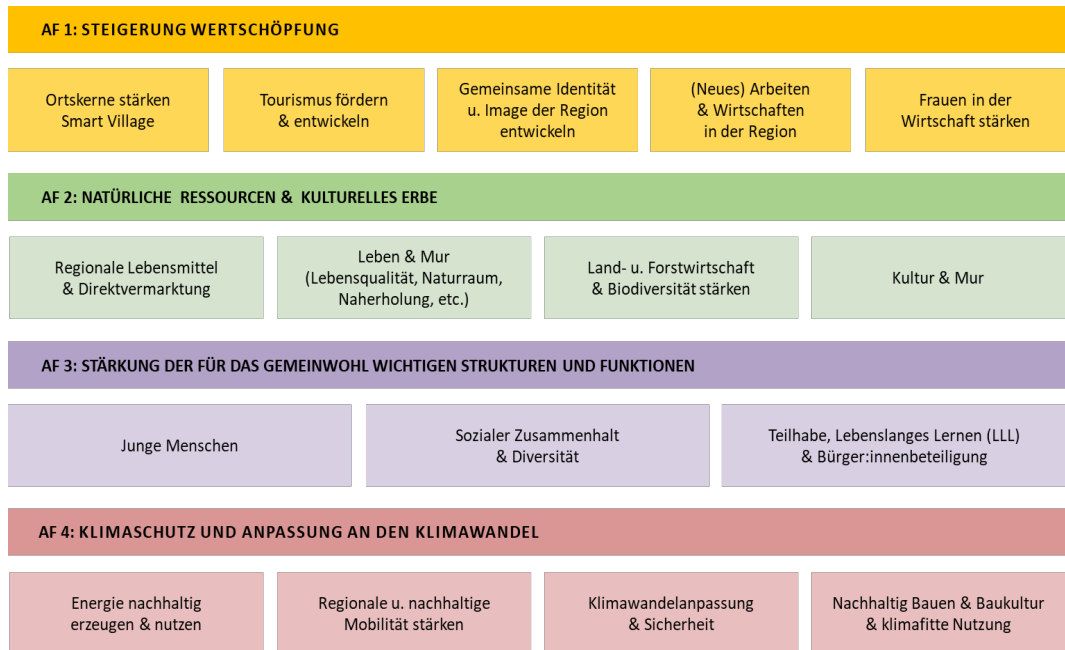 AF 1: STEIGERUNG WERTSCHÖPFUNG
Ortskerne stärken
Smart Village
Tourismus fördern
& entwickeln
Gemeinsame Identität
u. Image der Region
entwickeln
(Neues) Arbeiten
& Wirtschaften
in der Region
Frauen in der
Wirtschaft stärken
AF 2: NATÜRLICHE RESSOURCEN & KULTURELLES ERBE
Regionale Lebensmittel
& Direktvermarktung
Leben & Mur
(Lebensqualität, Naturraum,
Naherholung, etc.)
Land- u. Forstwirtschaft
& Biodiversität stärken
Kultur & Mur
AF 3: STÄRKUNG DER FÜR DAS GEMEINWOHL WICHTIGEN STRUKTUREN UND FUNKTIONEN
Junge Menschen
Sozialer Zusammenhalt
& Diversität
Teilhabe, Lebenslanges Lernen (LLL)
& Bürger:innenbeteiligung
AF 4: KLIMASCHUTZ UND ANPASSUNG AN DEN KLIMAWANDEL
Energie nachhaltig
erzeugen & nutzen
Regionale u. nachhaltige
Mobilität stärken
Klimawandelanpassung
& Sicherheit
Nachhaltig Bauen & Baukultur
& klimafitte Nutzung